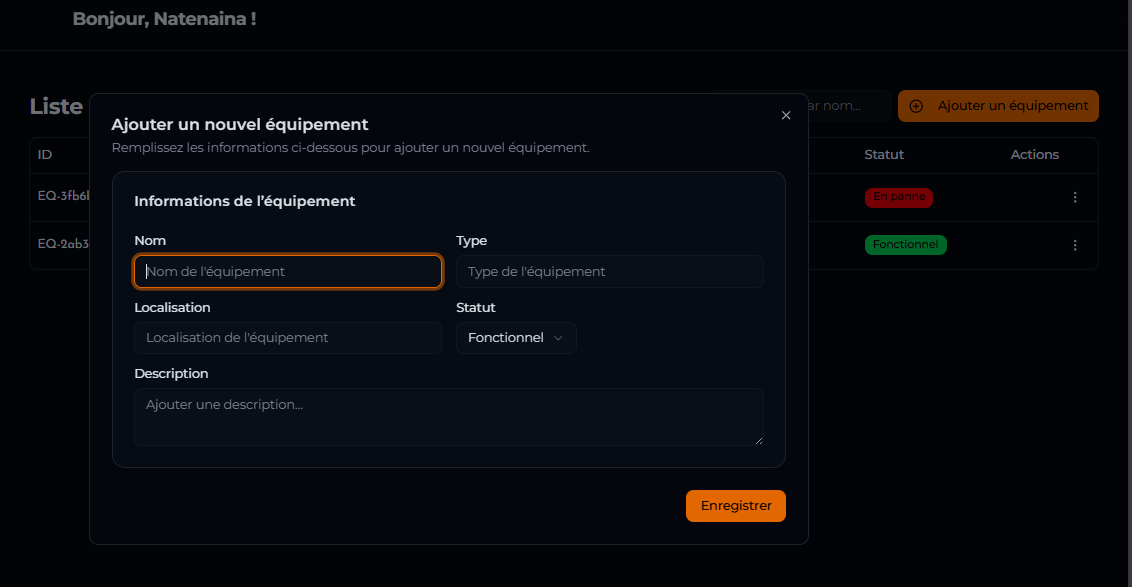 Bonjour, Natenaina !
Liste
ar nom...
Ajouter un équipement
ID
Statut
Actions
EQ-3fb6
En panne
EQ-2ab3
Fonctionnel
Ajouter un nouvel équipement
Remplissez les informations ci-dessous pour ajouter un nouvel équipement.
Informations de l'équipement
Nom
Type
Nom de l'équipement
Type de l'équipement
Localisation
Statut
Localisation de l'équipement
Fonctionnel
Description
Ajouter une description...
Enregistrer